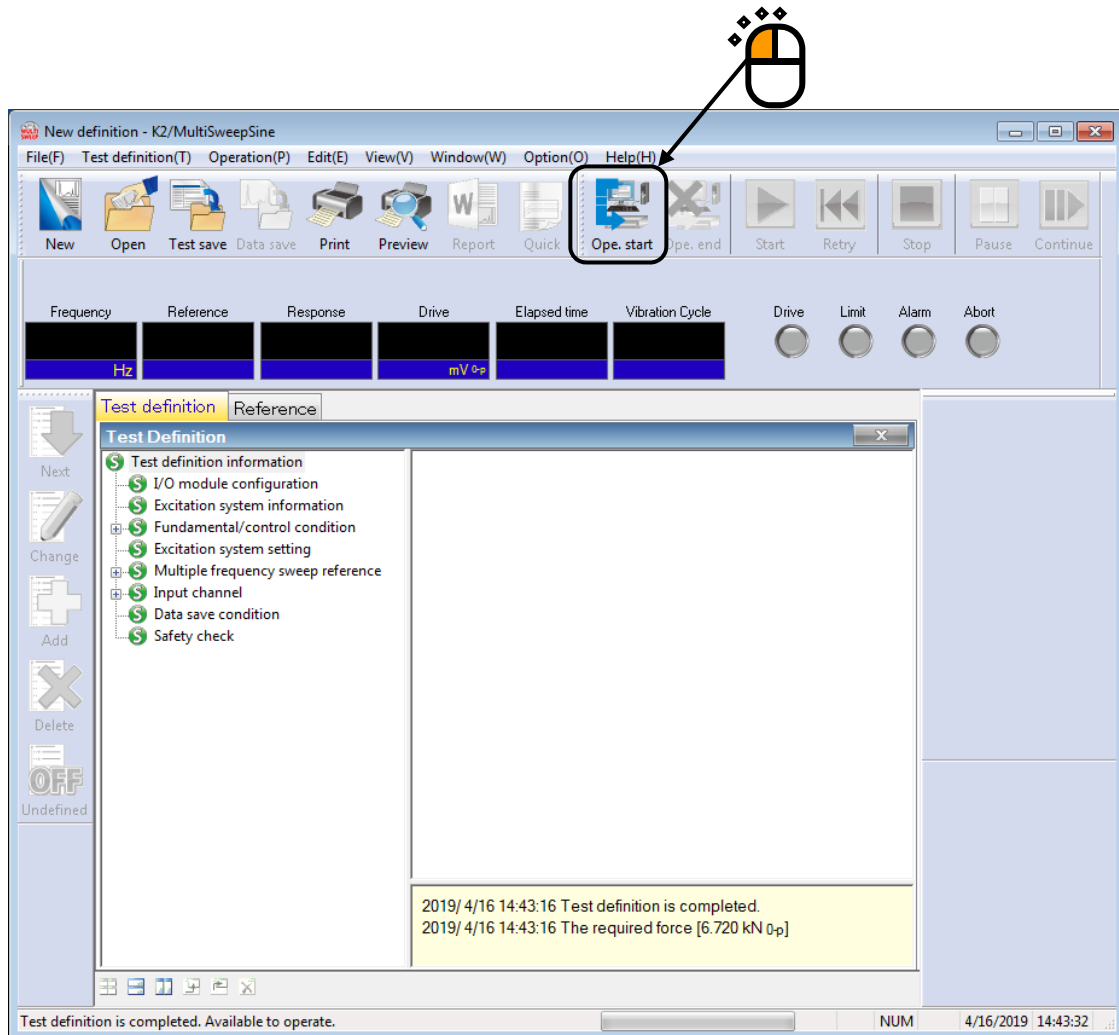 New definition - K2/MultiSweepSine
File(F) Test definition(T) Operation(P) Edit(E) View(V) Window(W) Option(O) Help(H)
New Open Test save Data save Print Preview Report Quick Ope. start Ope. end Start Retry Stop Pause Continue
Frequency Reference Response Drive Elapsed time Vibration Cycle Drive Limit Alarm Abort
Hz mV 0-p
Test definition Reference
Test Definition
Next
Change
Add
Delete
OFF
Undefined
Test definition information
I/O module configuration
Excitation system information
Fundamental/control condition
Excitation system setting
Multiple frequency sweep reference
Input channel
Data save condition
Safety check
2019/ 4/16 14:43:16 Test definition is completed.
2019/ 4/16 14:43:16 The required force [6.720 kN 0-p]
Test definition is completed. Available to operate. NUM 4/16/2019 14:43:32